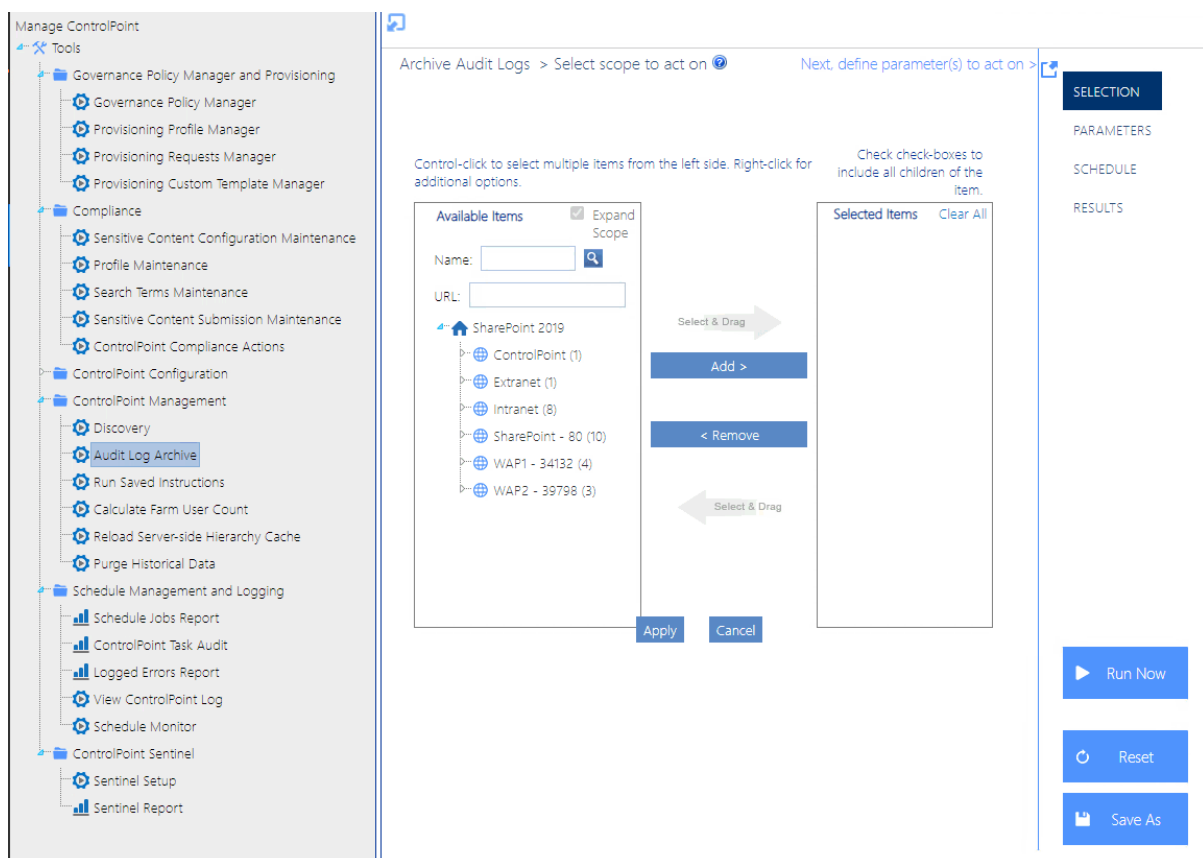 Manage ControlPoint
Tools
Governance Policy Manager and Provisioning
Governance Policy Manager
Provisioning Profile Manager
Provisioning Requests Manager
Provisioning Custom Template Manager
Compliance
Sensitive Content Configuration Maintenance
Profile Maintenance
Search Terms Maintenance
Sensitive Content Submission Maintenance
ControlPoint Compliance Actions
ControlPoint Configuration
ControlPoint Management
Discovery
Audit Log Archive
Run Saved Instructions
Calculate Farm User Count
Reload Server-side Hierarchy Cache
Purge Historical Data
Schedule Management and Logging
Schedule Jobs Report
ControlPoint Task Audit
Logged Errors Report
View ControlPoint Log
Schedule Monitor
ControlPoint Sentinel
Sentinel Setup
Sentinel Report
Archive Audit Logs > Select scope to act on
Next, define parameter(s) to act on >
Control-click to select multiple items from the left side. Right-click for
additional options.
Check check-boxes to
include all children of the
item.
Available Items
Expand
Scope
Name:
URL:
SharePoint 2019
ControlPoint (1)
Extranet (1)
Intranet (8)
SharePoint - 80 (10)
WAP1 - 34132 (4)
WAP2 - 39798 (3)
Select & Drag
Add >
< Remove
Select & Drag
Selected Items Clear All
Apply
Cancel
SELECTION
PARAMETERS
SCHEDULE
RESULTS
Run Now
Reset
Save As